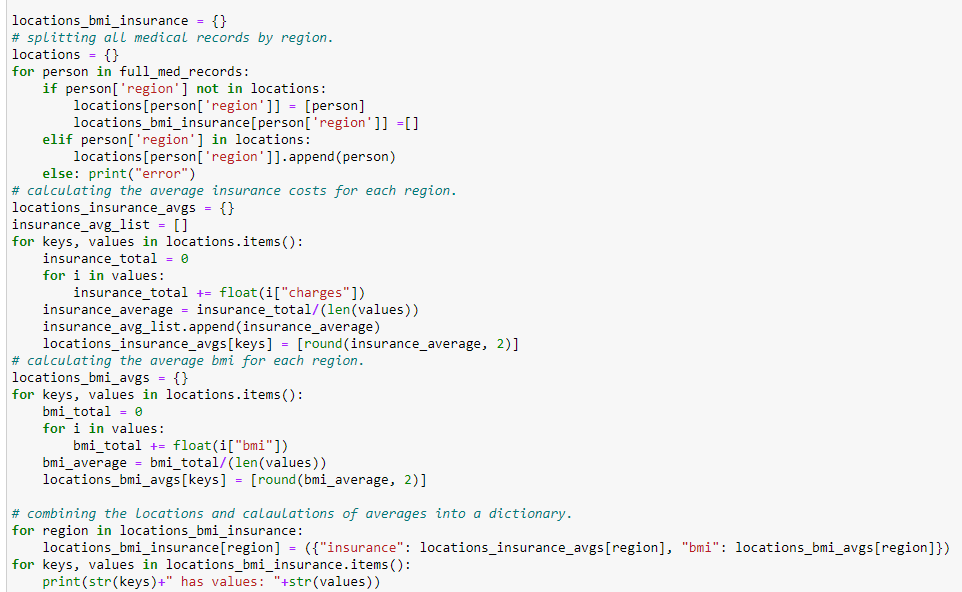 locations_bmi_insurance = {}
# splitting all medical records by region.
locations = {}
for person in full_med_records:
    if person['region'] not in locations:
        locations[person['region']] = [person]
        locations_bmi_insurance[person['region']] =[]
    elif person['region'] in locations:
        locations[person['region']].append(person)
    else: print("error")
# calculating the average insurance costs for each region.
locations_insurance_avgs = {}
insurance_avg_list = []
for keys, values in locations.items():
    insurance_total = 0
    for i in values:
        insurance_total += float(i["charges"])
    insurance_average = insurance_total/(len(values))
    insurance_avg_list.append(insurance_average)
    locations_insurance_avgs[keys] = [round(insurance_average, 2)]
# calculating the average bmi for each region.
locations_bmi_avgs = {}
for keys, values in locations.items():
    bmi_total = 0
    for i in values:
        bmi_total += float(i["bmi"])
    bmi_average = bmi_total/(len(values))
    locations_bmi_avgs[keys] = [round(bmi_average, 2)]

# combining the locations and calaulations of averages into a dictionary.
for region in locations_bmi_insurance:
    locations_bmi_insurance[region] = ({"insurance": locations_insurance_avgs[region], "bmi": locations_bmi_avgs[region]})
for keys, values in locations_bmi_insurance.items():
    print(str(keys)+" has values: "+str(values))